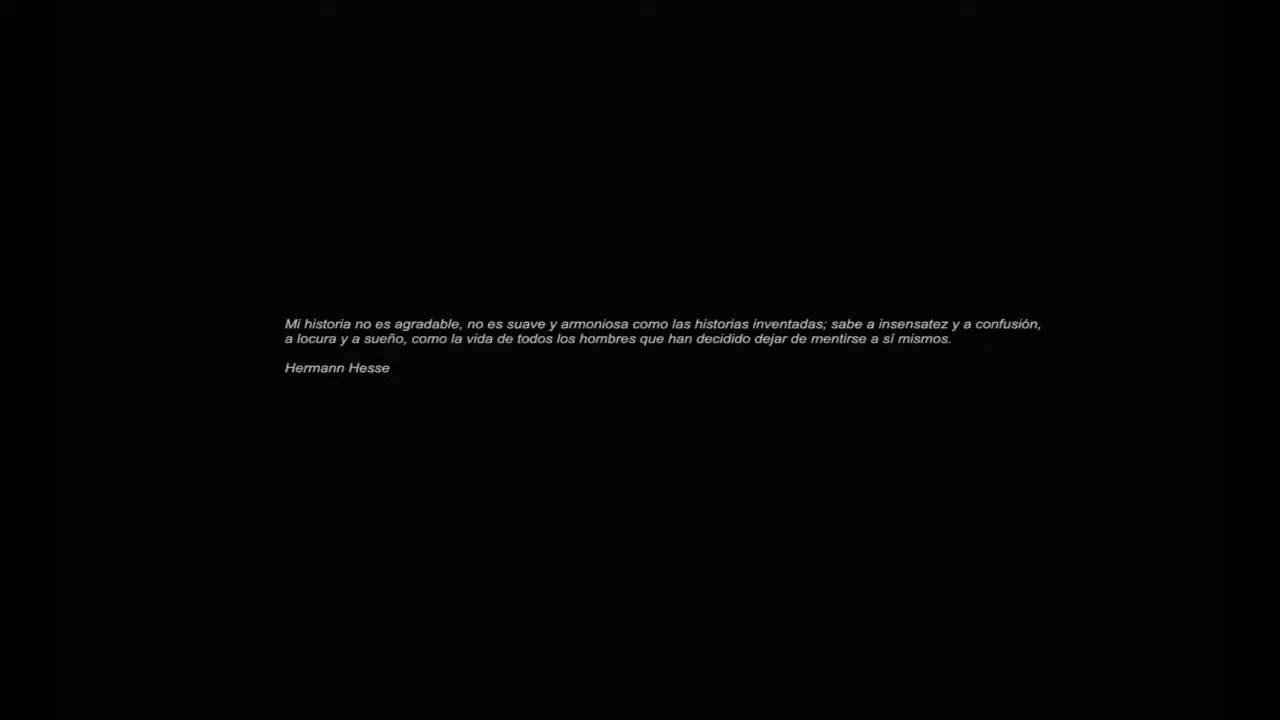 Mi historia no es agradable, no es suave y armoniosa como las historias inventadas; sabe a insensatez y a confusión,
a locura y a sueño, como la vida de todos los hombres que han decidido dejar de mentirse a sí mismos.
Hermann Hesse